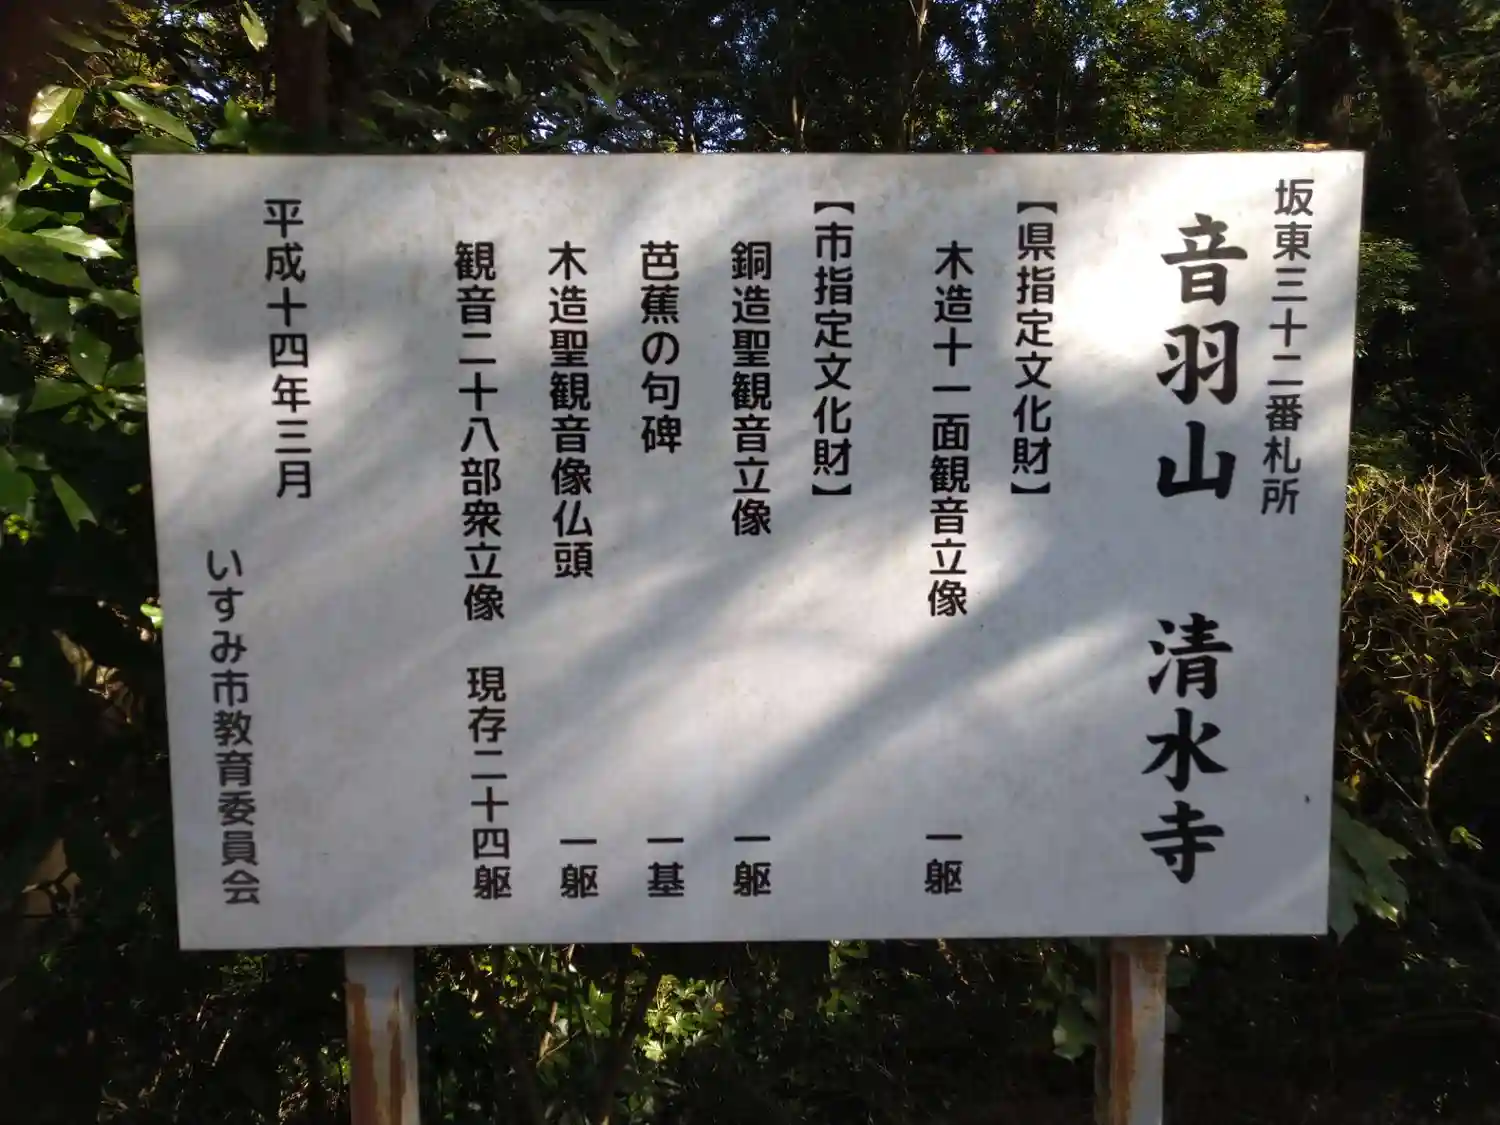 坂東三十二番札所
音羽山 清水寺
【県指定文化財】
木造十一面観音立像 一躯
【市指定文化財】
銅造聖観音立像 一躯
芭蕉の句碑 一基
木造聖観音像仏頭 一躯
観音二十八部衆立像 現存二十四躯
平成十四年三月
いすみ市教育委員会